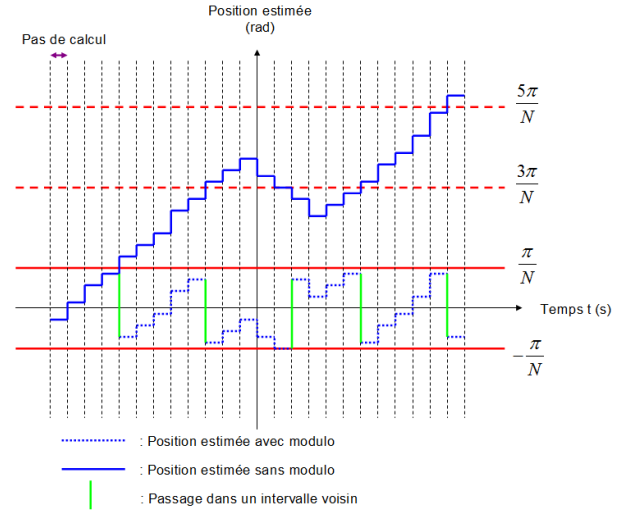 Position estimée
(rad)
Pas de calcul
5π
N
3π
N
π
N
Temps t (s)
− π
N
: Position estimée avec modulo
: Position estimée sans modulo
: Passage dans un intervalle voisin